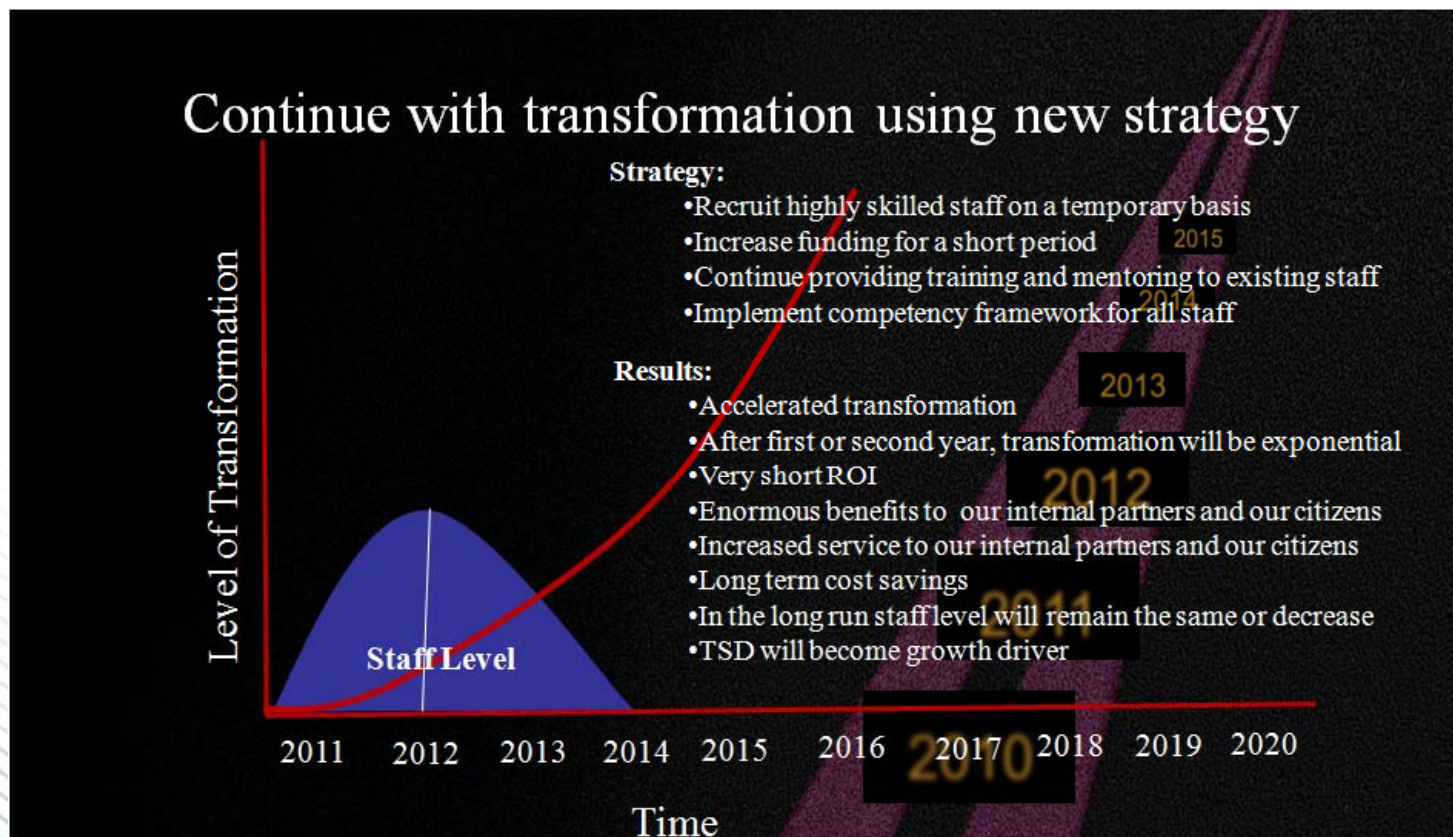 Continue with transformation using new strategy
Strategy:
•Recruit highly skilled staff on a temporary basis
•Increase funding for a short period
•Continue providing training and mentoring to existing staff
•Implement competency framework for all staff
Results:
•Accelerated transformation
•After first or second year, transformation will be exponential
•Very short ROI
•Enormous benefits to our internal partners and our citizens
•Increased service to our internal partners and our citizens
•Long term cost savings
•In the long run staff level will remain the same or decrease
•TSD will become growth driver
2015
2014
2013
2012
2011
2010
Level of Transformation
Staff Level
2011 2012 2013 2014 2015 2016 2017 2018 2019 2020
Time